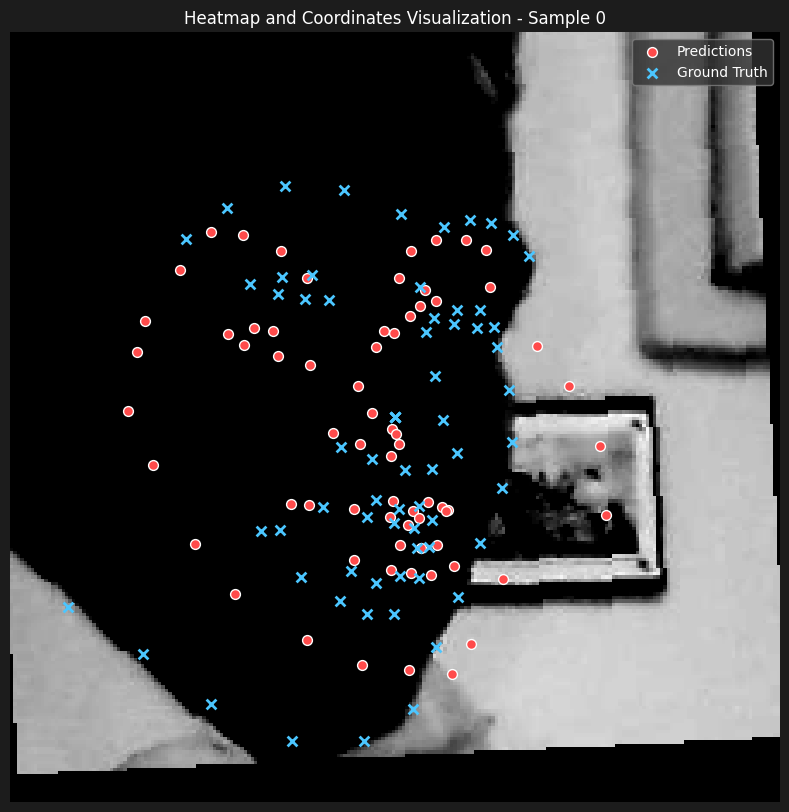 Heatmap and Coordinates Visualization - Sample 0
Predictions
Ground Truth